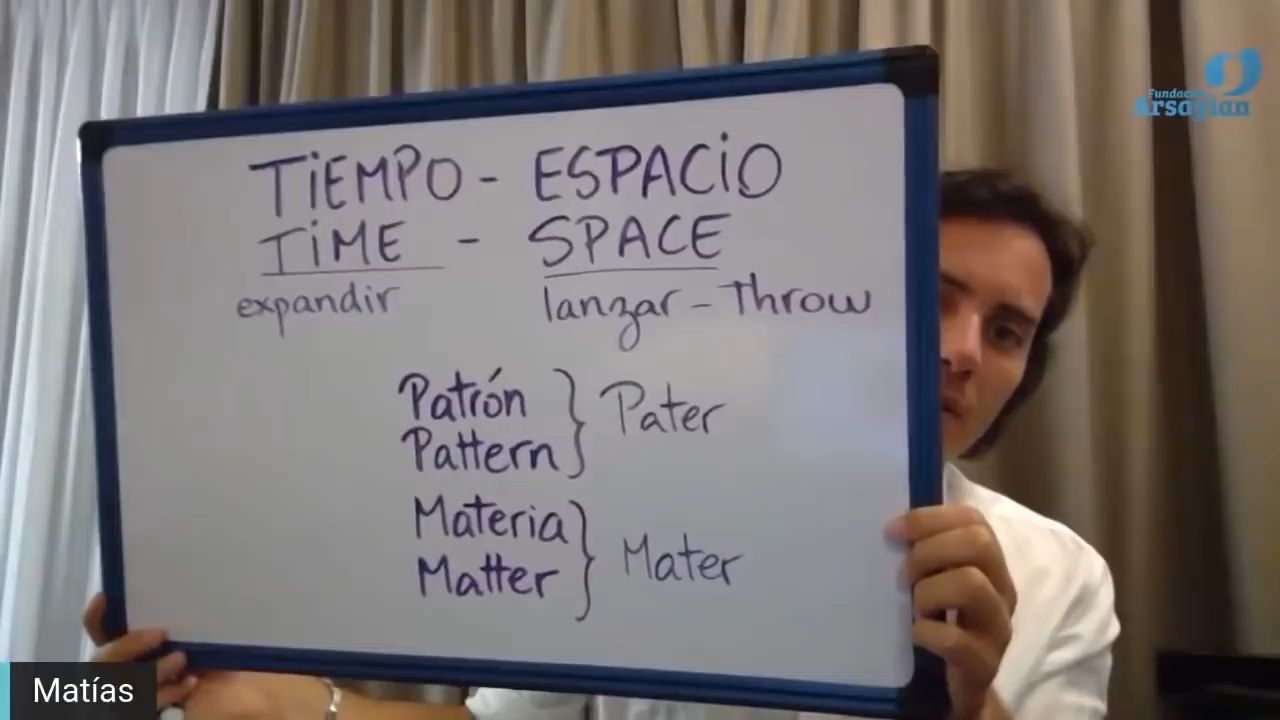 Fundación
Arsayian
TiEMPO - ESPACiO
TiME - SPACE
expandir lanzar - Throw
Patrón
Pattern } Pater
Materia
Matter } Mater
Matías